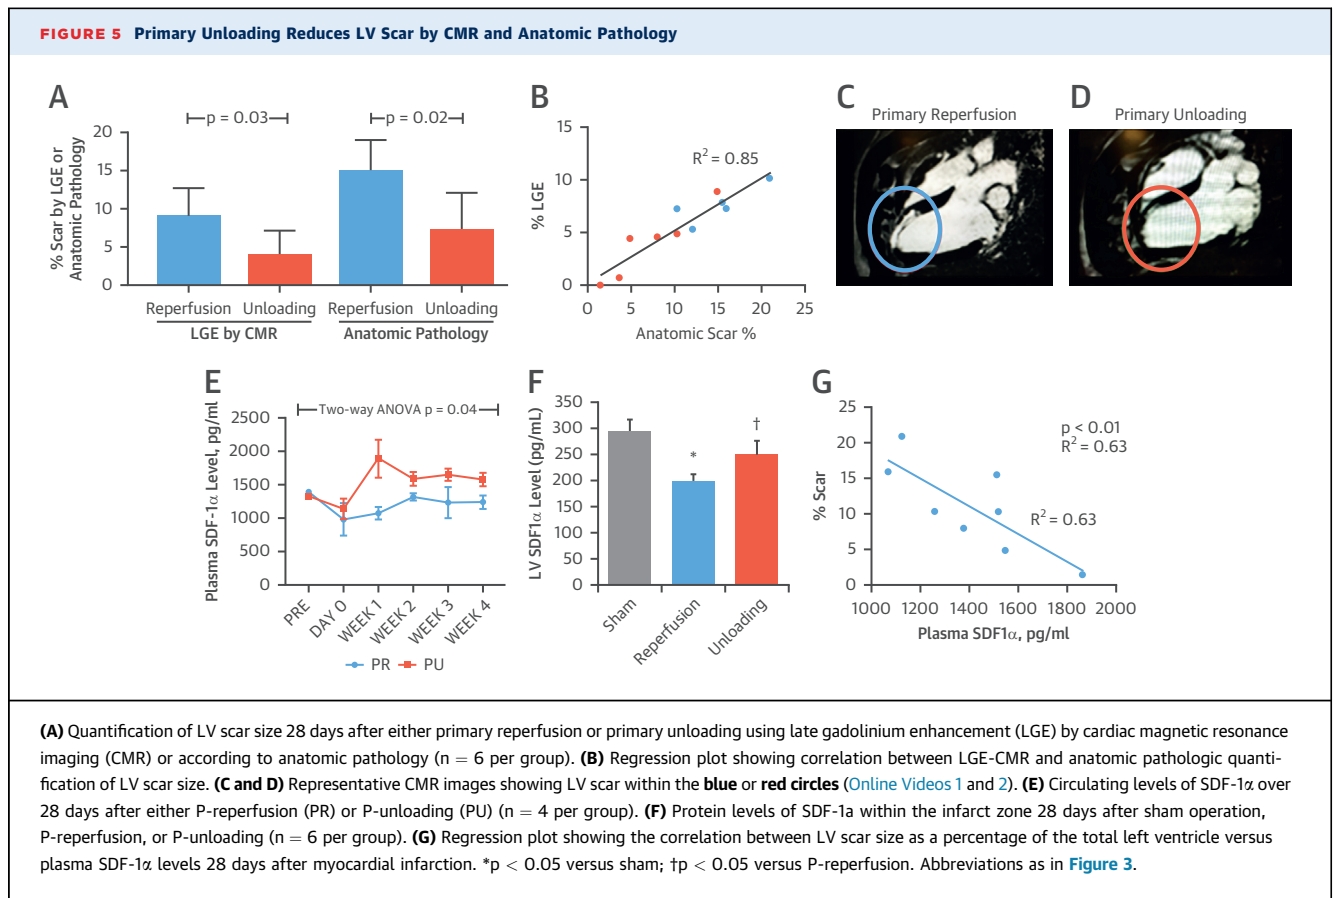 FIGURE 5 Primary Unloading Reduces LV Scar by CMR and Anatomic Pathology
A
p = 0.03
p = 0.02
% Scar by LGE or
Anatomic Pathology
20
15
10
5
0
Reperfusion Unloading Reperfusion Unloading
LGE by CMR Anatomic Pathology
B
% LGE
15
10
5
0
R² = 0.85
0 5 10 15 20 25
Anatomic Scar %
C
Primary Reperfusion
D
Primary Unloading
E
Two-way ANOVA p = 0.04
Plasma SDF-1α Level, pg/ml
2500
2000
1500
1000
500
0
PRE
DAY 0
WEEK 1
WEEK 2
WEEK 3
WEEK 4
PR PU
F
LV SDF1α Level (pg/mL)
350
300
250
200
150
100
50
0
*
†
Sham
Reperfusion
Unloading
G
% Scar
25
20
15
10
5
0
p < 0.01
R² = 0.63
R² = 0.63
1000 1200 1400 1600 1800 2000
Plasma SDF1α, pg/ml
(A) Quantification of LV scar size 28 days after either primary reperfusion or primary unloading using late gadolinium enhancement (LGE) by cardiac magnetic resonance
imaging (CMR) or according to anatomic pathology (n = 6 per group). (B) Regression plot showing correlation between LGE-CMR and anatomic pathologic quanti-
fication of LV scar size. (C and D) Representative CMR images showing LV scar within the blue or red circles (Online Videos 1 and 2). (E) Circulating levels of SDF-1α over
28 days after either P-reperfusion (PR) or P-unloading (PU) (n = 4 per group). (F) Protein levels of SDF-1a within the infarct zone 28 days after sham operation,
P-reperfusion, or P-unloading (n = 6 per group). (G) Regression plot showing the correlation between LV scar size as a percentage of the total left ventricle versus
plasma SDF-1α levels 28 days after myocardial infarction. *p < 0.05 versus sham; †p < 0.05 versus P-reperfusion. Abbreviations as in Figure 3.